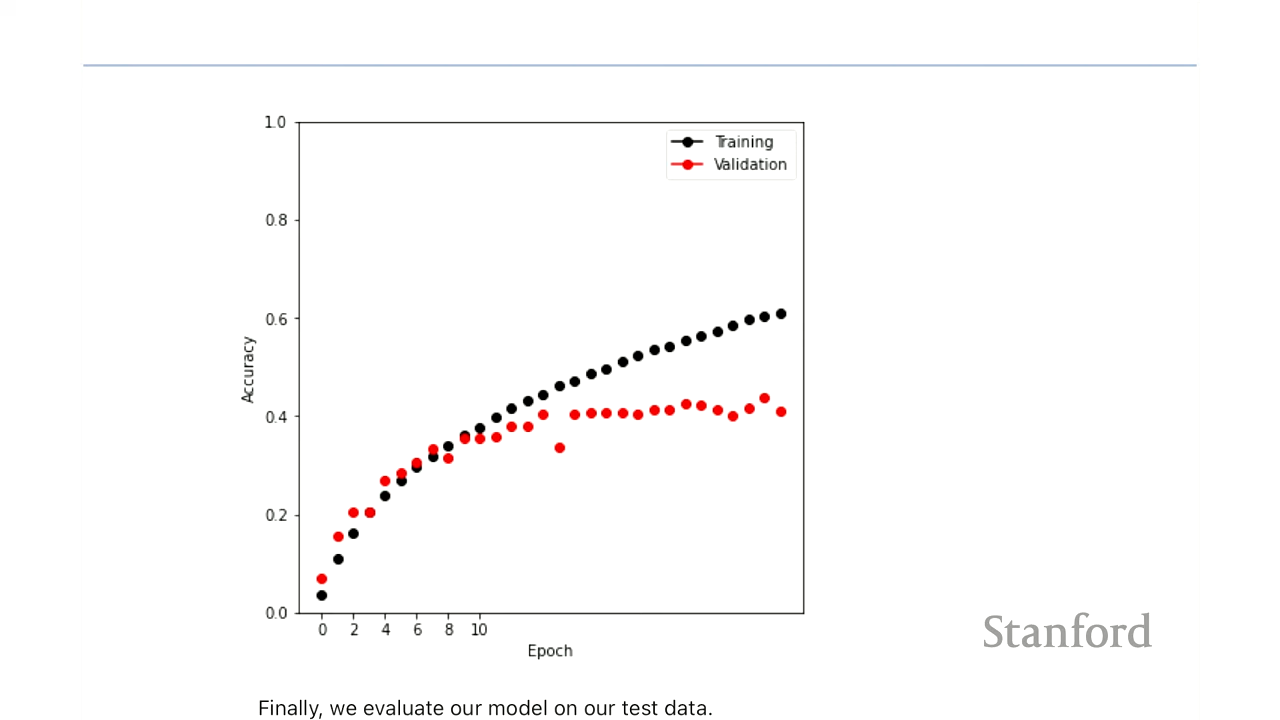 1.0
Training
Validation
0.8
0.6
Accuracy
0.4
0.2
0.0
0 2 4 6 8 10
Epoch
Stanford
Finally, we evaluate our model on our test data.